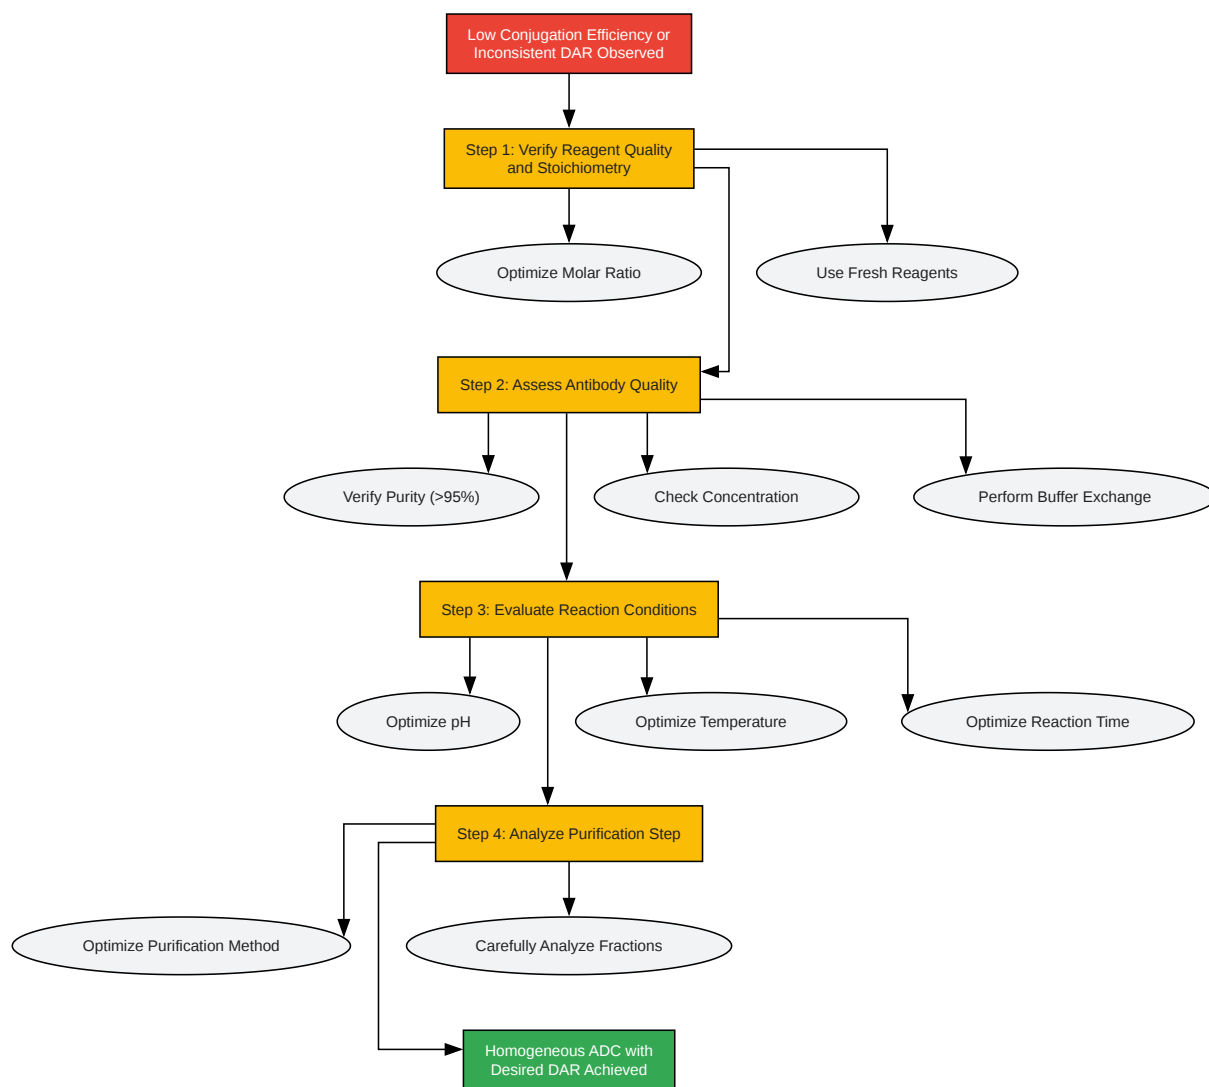 Low Conjugation Efficiency or
Inconsistent DAR Observed
Step 1: Verify Reagent Quality
and Stoichiometry
Optimize Molar Ratio
Use Fresh Reagents
Step 2: Assess Antibody Quality
Verify Purity (>95%)
Check Concentration
Perform Buffer Exchange
Step 3: Evaluate Reaction Conditions
Optimize pH
Optimize Temperature
Optimize Reaction Time
Step 4: Analyze Purification Step
Optimize Purification Method
Carefully Analyze Fractions
Homogeneous ADC with
Desired DAR Achieved